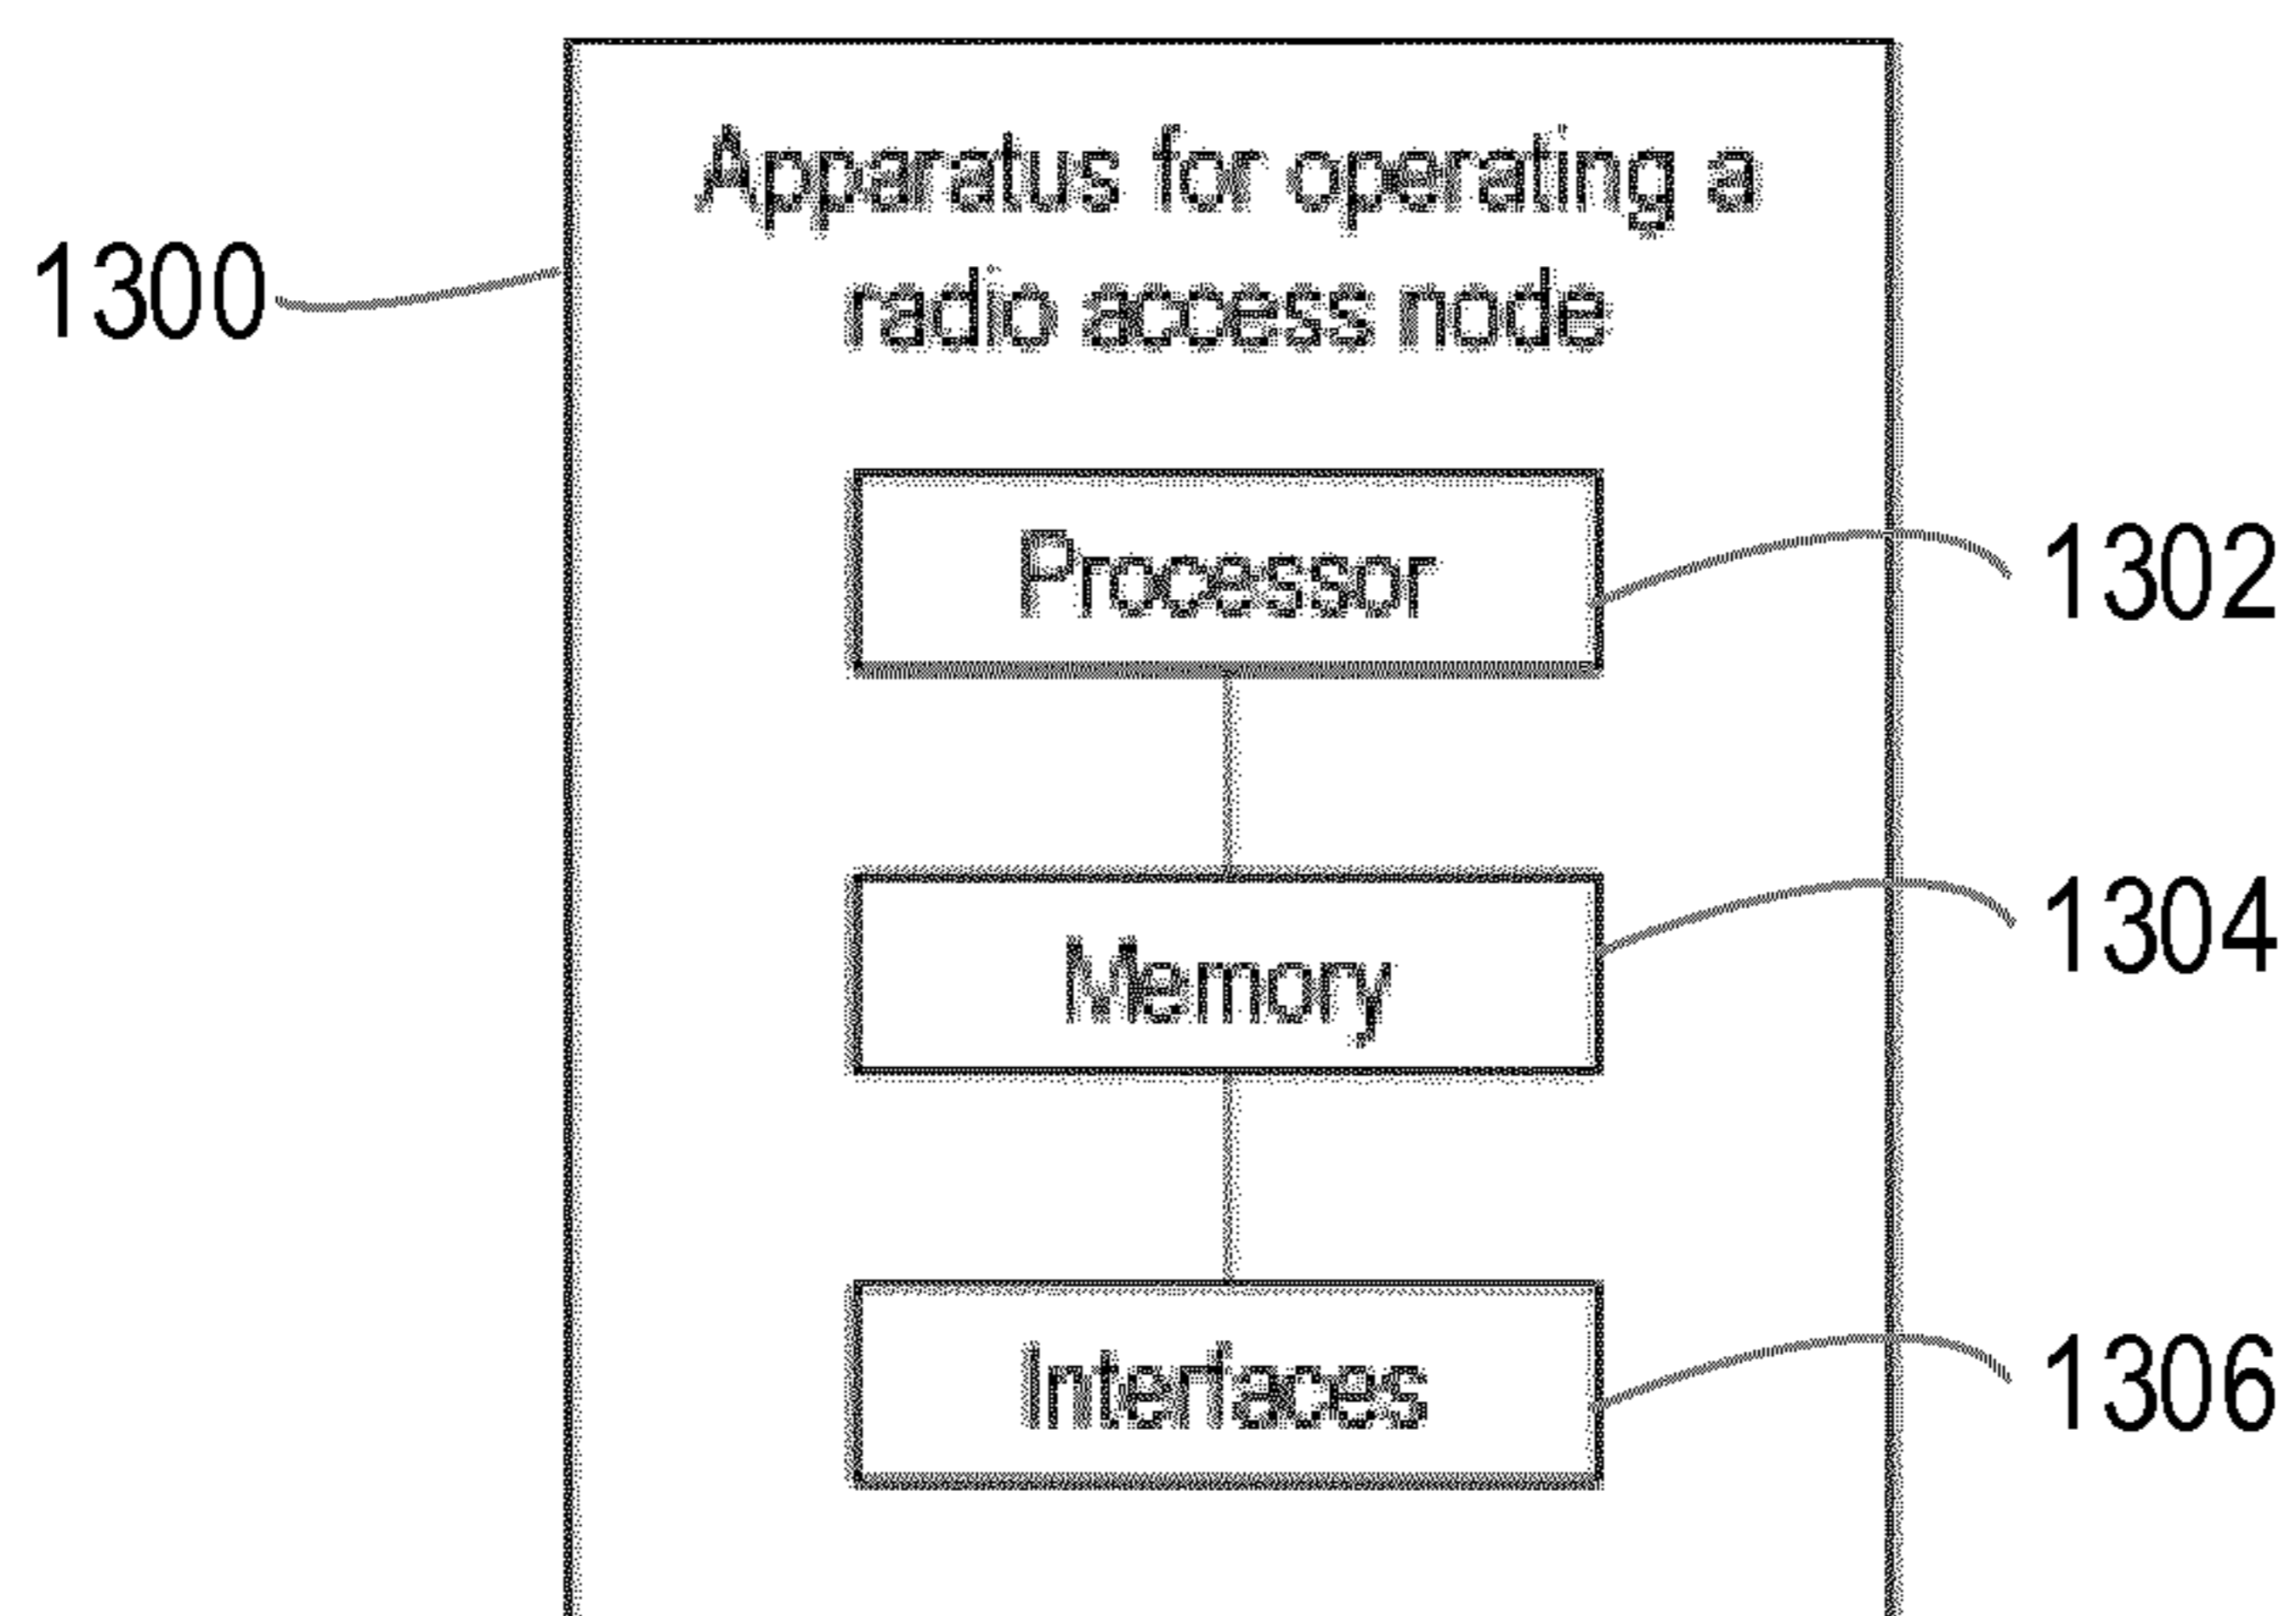 Apparatus for operating a
radio access node
1300
Processor
1302
Memory
1304
Interfaces
1306